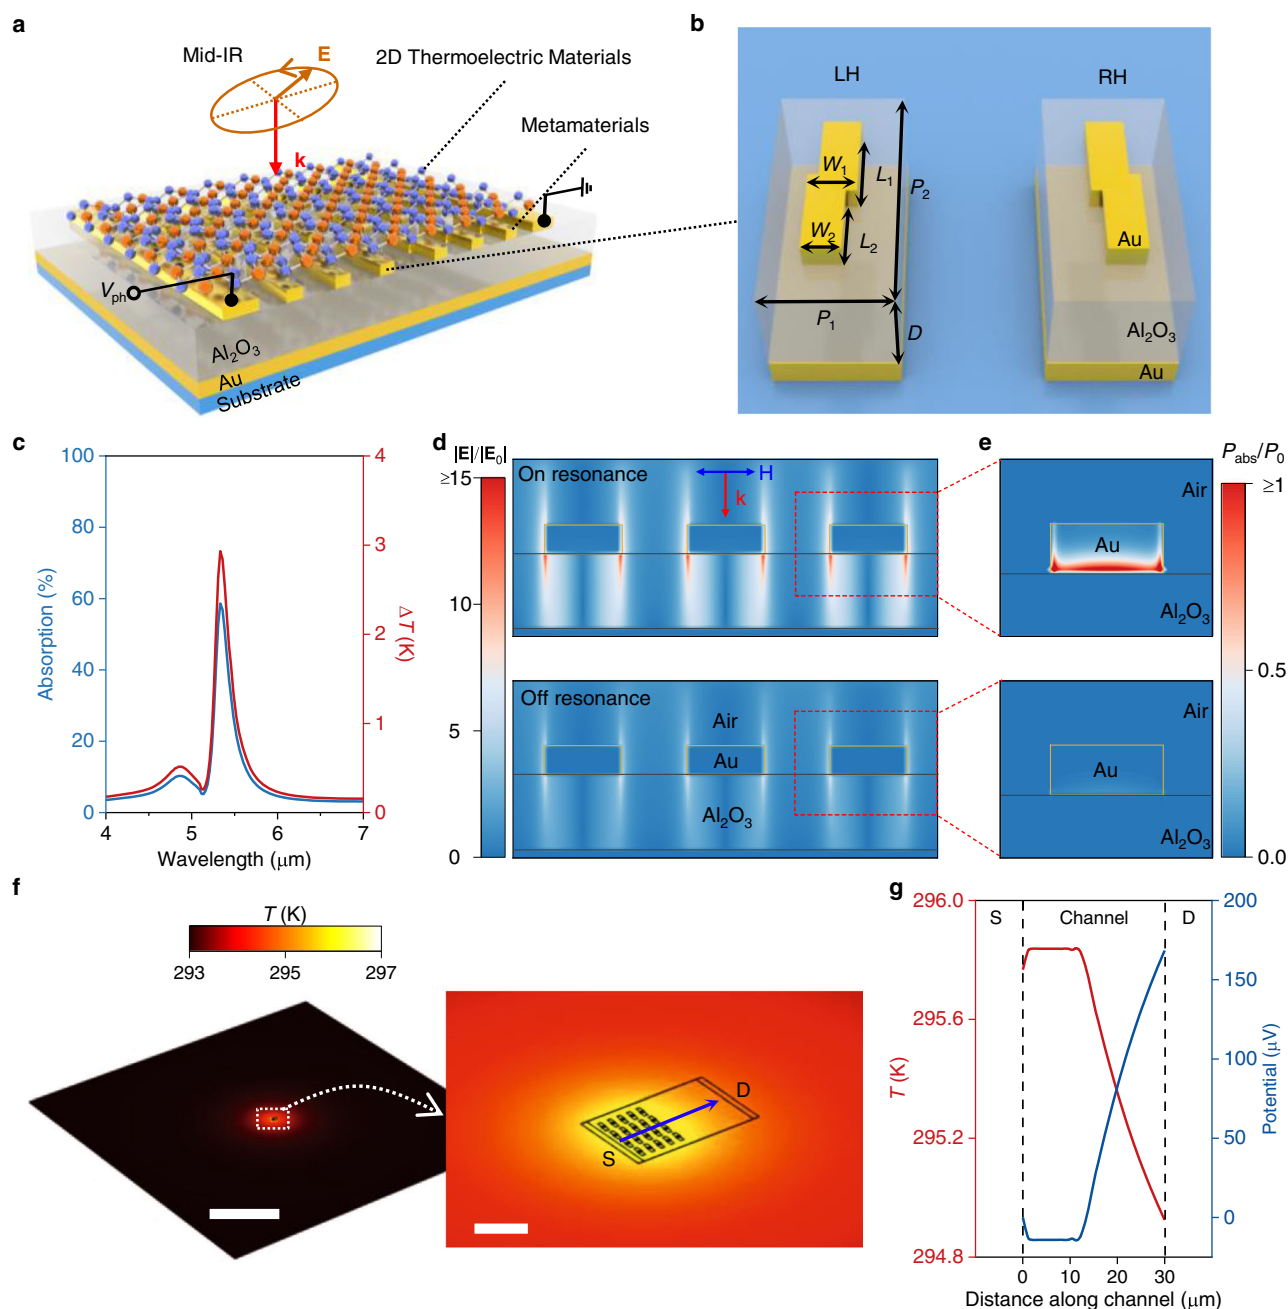 a
Mid-IR
E
2D Thermoelectric Materials
Metamaterials
k
V_ph
Al₂O₃
Au
Substrate
b
LH
RH
W₁
L₁
P₂
W₂
L₂
Au
P₁
D
Al₂O₃
Au
c
100
80
60
40
20
0
Absorption (%)
4
3
2
1
0
Δ T (K)
4 5 6 7
Wavelength (μm)
d
|E|/|E₀|
≥15
10
5
0
On resonance
H
k
Off resonance
Air
Au
Al₂O₃
e
P_abs/P₀
≥1
0.5
0.0
Air
Au
Al₂O₃
Air
Au
Al₂O₃
f
T (K)
293 295 297
D
S
g
296.0
295.6
295.2
294.8
T (K)
S Channel D
200
150
100
50
0
Potential (μV)
0 10 20 30
Distance along channel (μm)